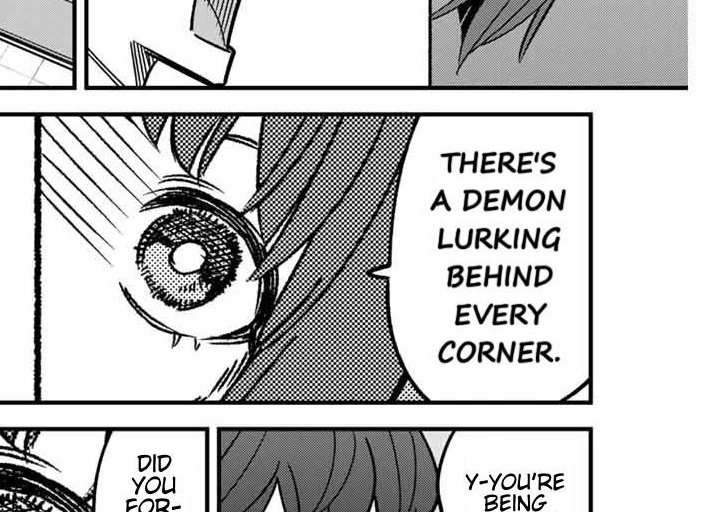 THERE'S
A DEMON
LURKING
BEHIND
EVERY
CORNER.
Y-YOU'RE
BEING
DID
YOU
FOR-